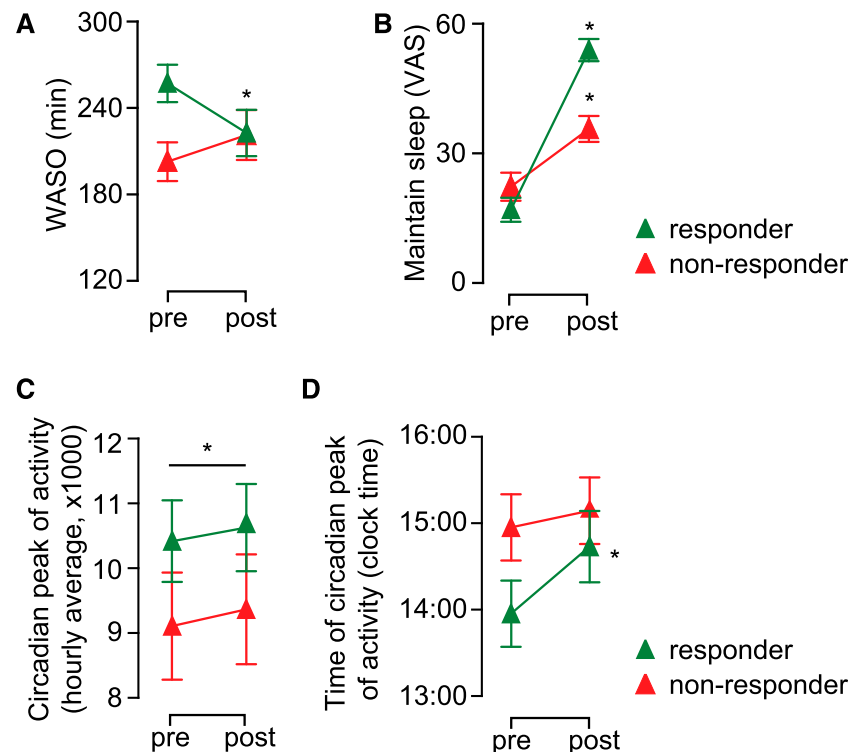 A
WASO (min)
300
240
180
120
*
pre
post
B
Maintain sleep (VAS)
60
30
0
*
*
pre
post
responder
non-responder
C
Circadian peak of activity
(hourly average, x1000)
12
11
10
9
8
*
pre
post
D
Time of circadian peak
of activity (clock time)
16:00
15:00
14:00
13:00
*
pre
post
responder
non-responder